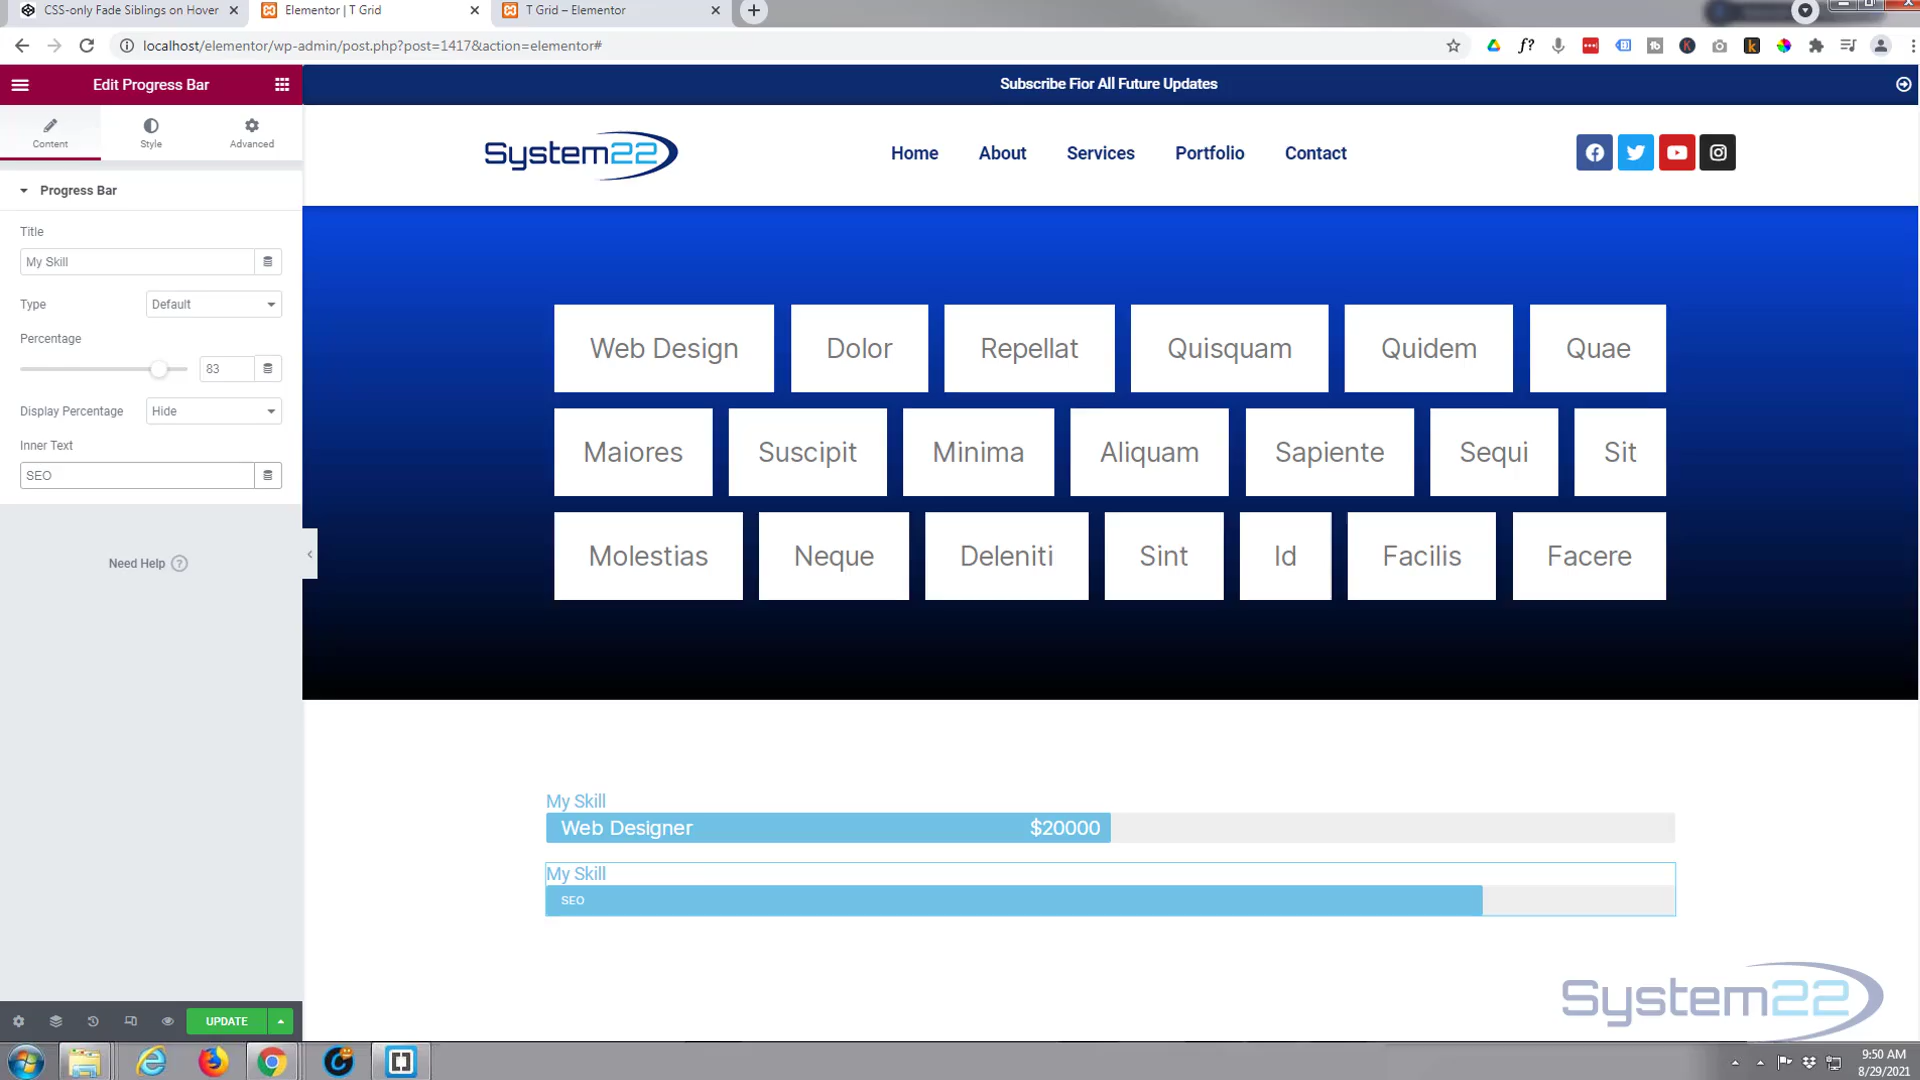 CSS-only Fade Siblings on Hover
Elementor | T Grid
T Grid – Elementor
localhost/elementor/wp-admin/post.php?post=1417&action=elementor#
Edit Progress Bar
Subscribe Fior All Future Updates
Content
Style
Advanced
System22
Home
About
Services
Portfolio
Contact
Progress Bar
Title
My Skill
Type
Default
Percentage
83
Display Percentage
Hide
Inner Text
SEO
Need Help
Web Design
Dolor
Repellat
Quisquam
Quidem
Quae
Maiores
Suscipit
Minima
Aliquam
Sapiente
Sequi
Sit
Molestias
Neque
Deleniti
Sint
Id
Facilis
Facere
My Skill
Web Designer
$20000
My Skill
SEO
System22
UPDATE
9:50 AM
8/29/2021